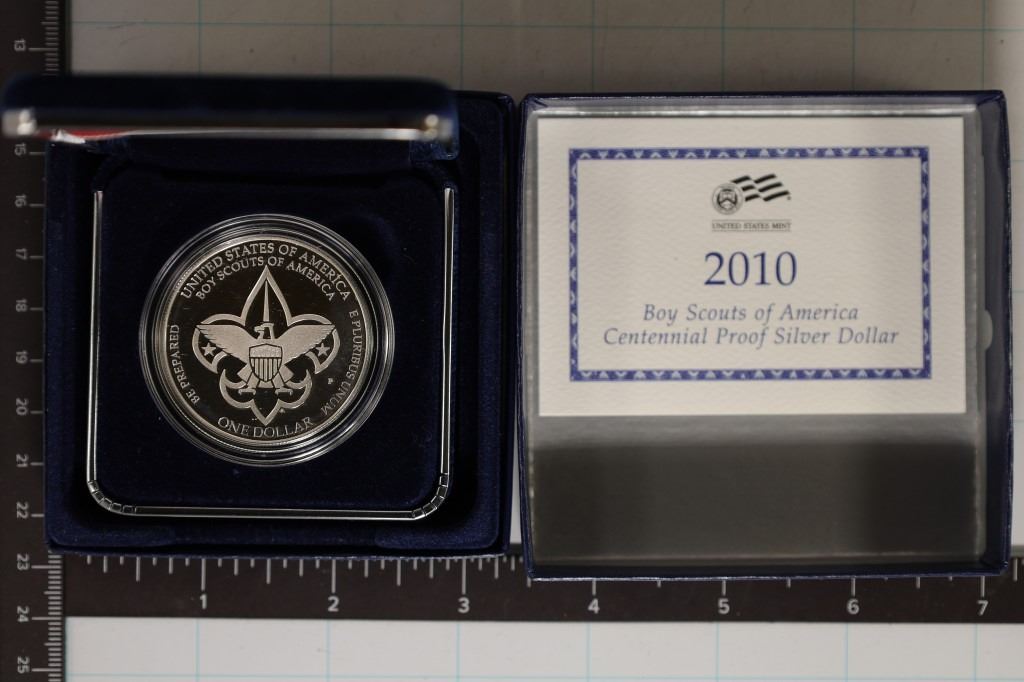 UNITED STATES OF AMERICA
BOY SCOUTS OF AMERICA
BE PREPARED
E PLURIBUS UNUM
P
ONE DOLLAR
UNITED STATES MINT
2010
Boy Scouts of America
Centennial Proof Silver Dollar
13
15
16
17
18
19
20
21
22
23
24
25
1 2 3 4 5 6 7